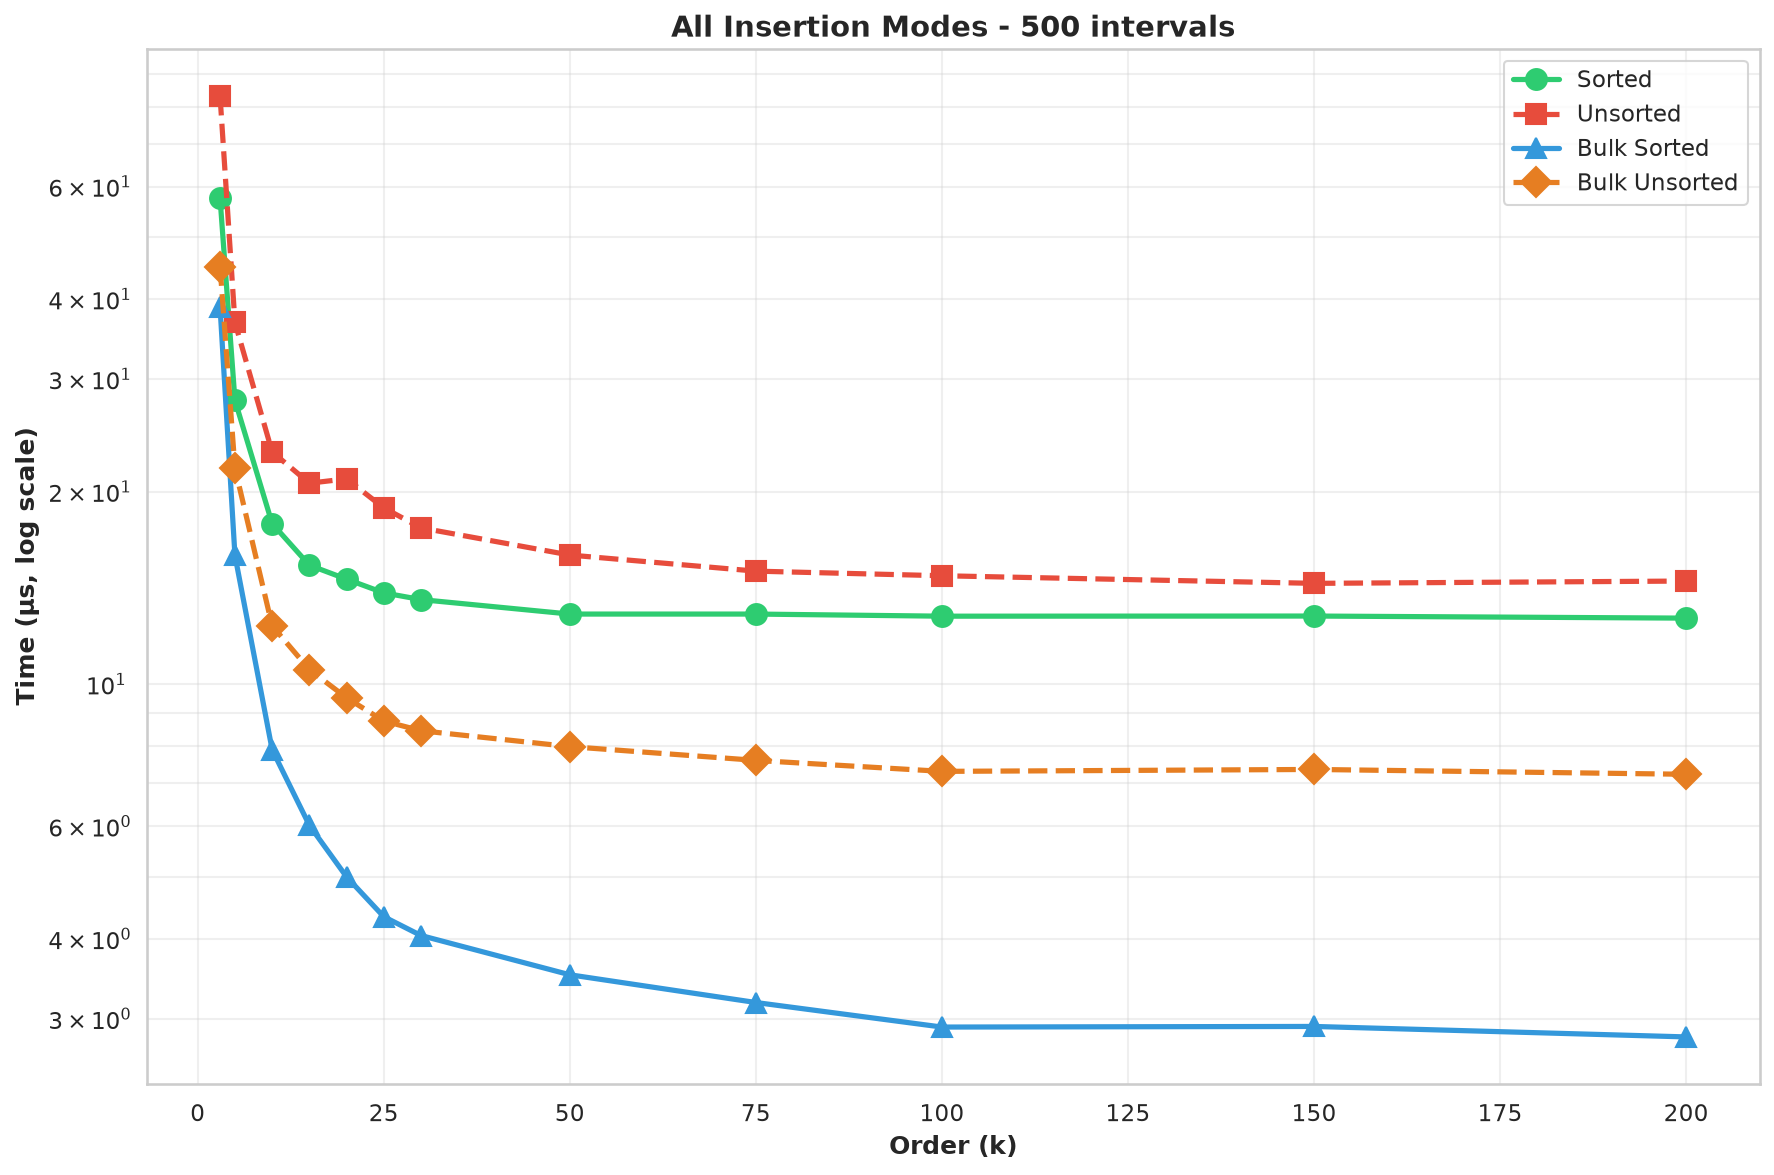 All Insertion Modes - 500 intervals
Sorted
Unsorted
Bulk Sorted
Bulk Unsorted
Time (µs, log scale)
6 × 10¹
4 × 10¹
3 × 10¹
2 × 10¹
10¹
6 × 10⁰
4 × 10⁰
3 × 10⁰
0 25 50 75 100 125 150 175 200
Order (k)